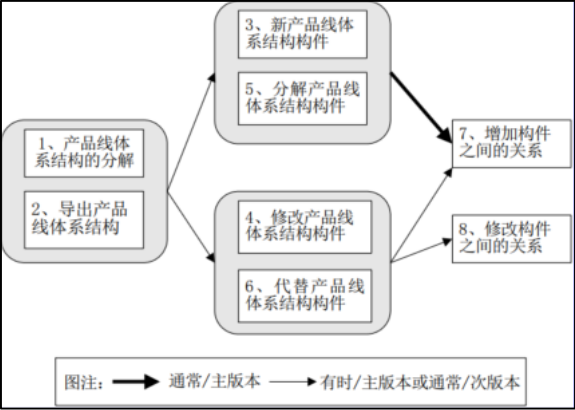 3、新产品线体
系结构构件
5、分解产品线
体系结构构件
1、产品线体
系结构的分解
2、导出产品
线体系结构
7、增加构件
之间的关系
4、修改产品线
体系结构构件
6、代替产品线
体系结构构件
8、修改构件
之间的关系
图注： 通常/主版本 有时/主版本或通常/次版本